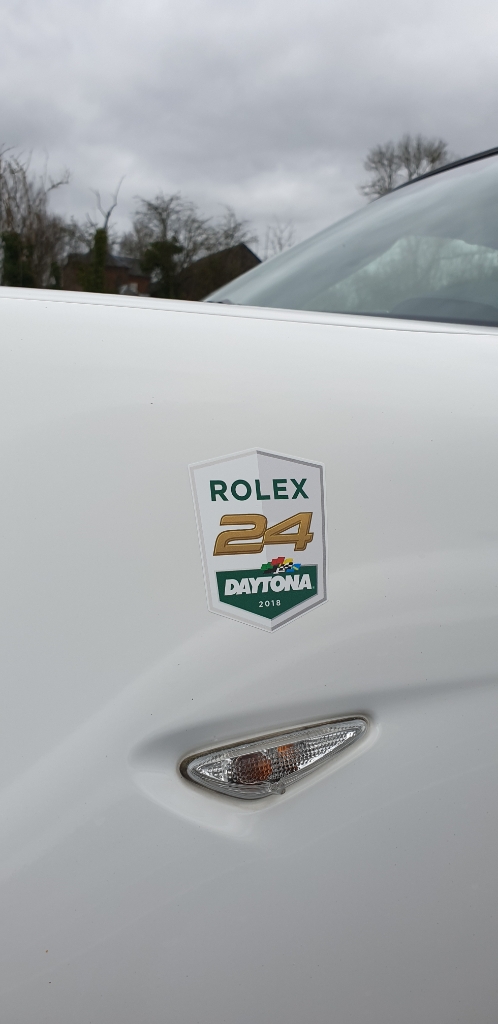 ROLEX
24
DAYTONA
2018